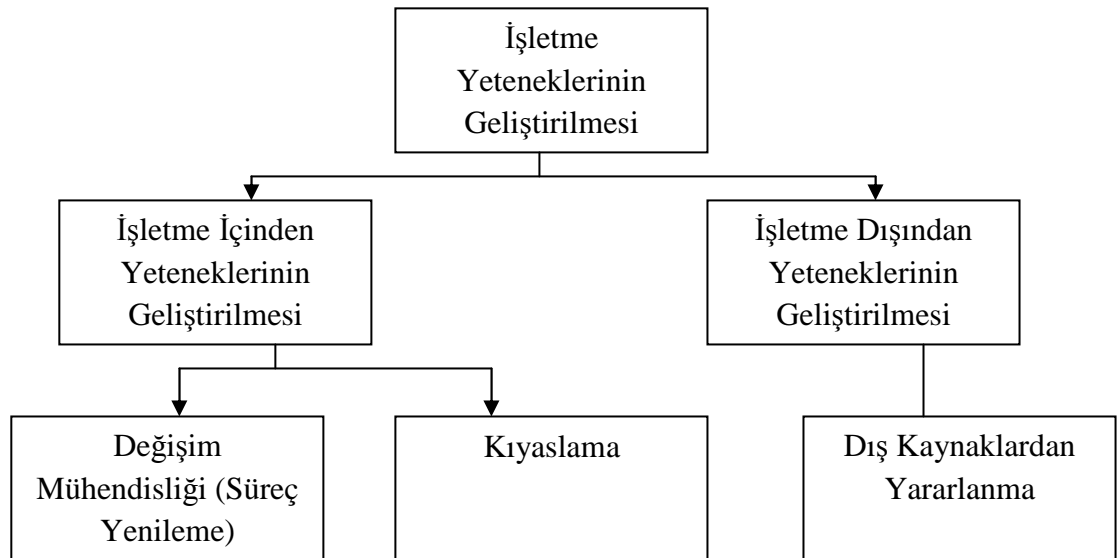 İşletme
Yeteneklerinin
Geliştirilmesi
İşletme İçinden
Yeteneklerinin
Geliştirilmesi
İşletme Dışından
Yeteneklerinin
Geliştirilmesi
Değişim
Mühendisliği (Süreç
Yenileme)
Kıyaslama
Dış Kaynaklardan
Yararlanma